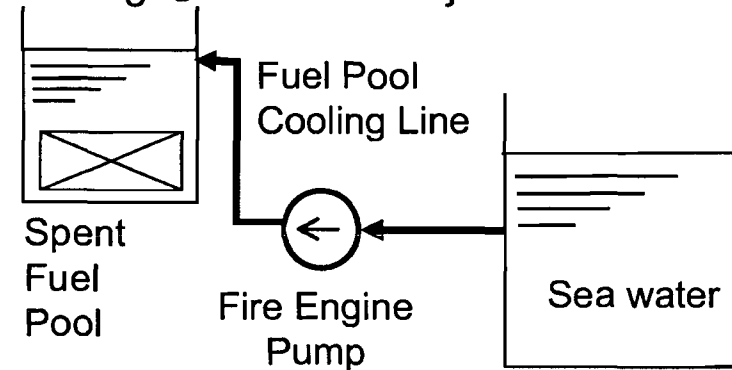 Fuel Pool
Cooling Line
Spent
Fuel
Pool
Fire Engine
Pump
Sea water